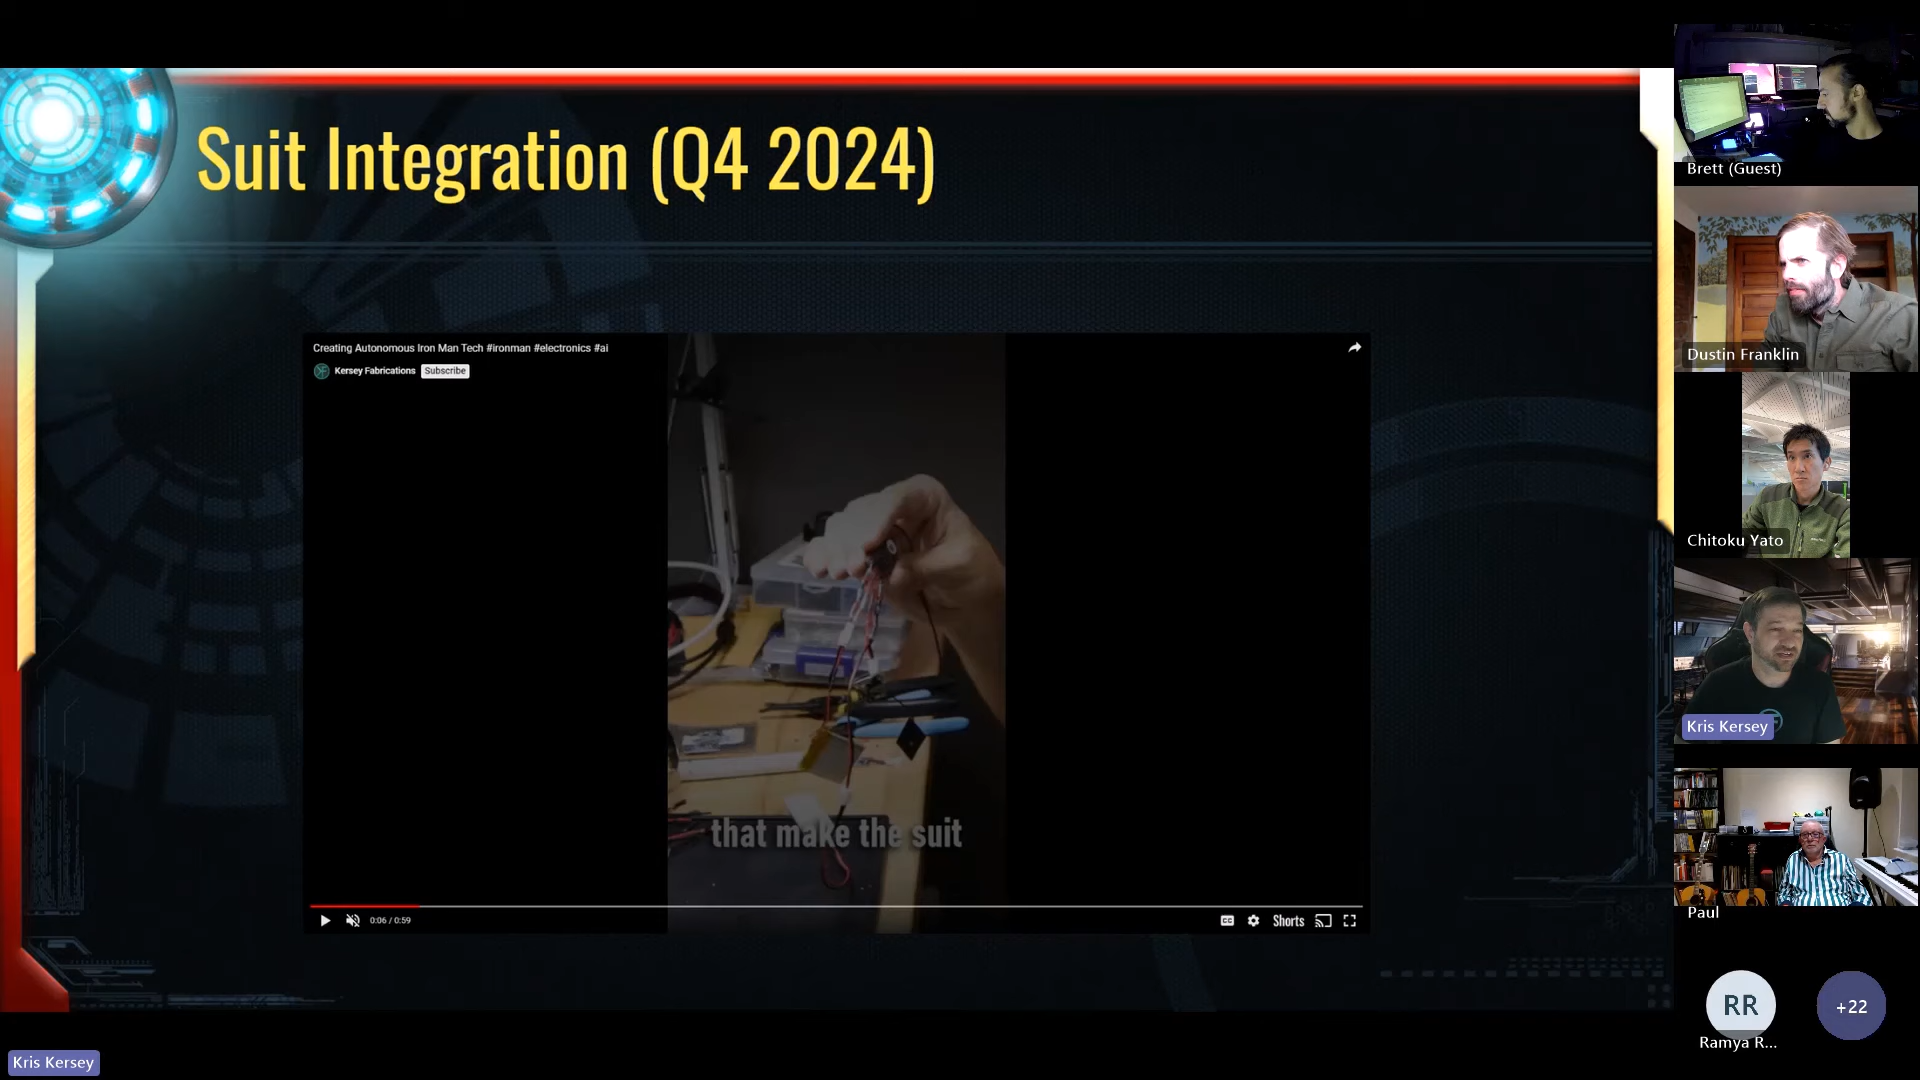 Suit Integration (Q4 2024)
Creating Autonomous Iron Man Tech #ironman #electronics #ai
Kersey Fabrications Subscribe
that make the suit
0:06 / 0:59
CC
Shorts
Brett (Guest)
Dustin Franklin
Chitoku Yato
Kris Kersey
Paul
RR
+22
Ramya R...
Kris Kersey